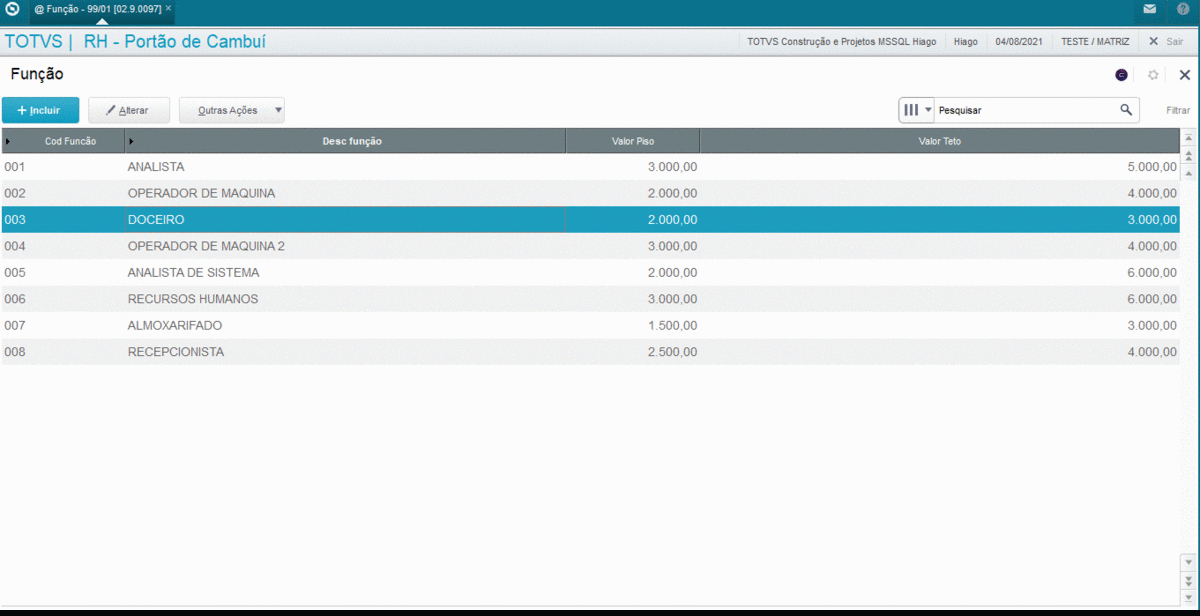 @ Função - 99/01 [02.9.0097] ×
TOTVS | RH - Portão de Cambuí
TOTVS Construção e Projetos MSSQL Hiago Hiago 04/08/2021 TESTE / MATRIZ Sair
Função
+ Incluir Alterar Outras Ações Pesquisar Filtrar
Cod Funcão Desc função Valor Piso Valor Teto
001 ANALISTA 3.000,00 5.000,00
002 OPERADOR DE MAQUINA 2.000,00 4.000,00
003 DOCEIRO 2.000,00 3.000,00
004 OPERADOR DE MAQUINA 2 3.000,00 4.000,00
005 ANALISTA DE SISTEMA 2.000,00 6.000,00
006 RECURSOS HUMANOS 3.000,00 6.000,00
007 ALMOXARIFADO 1.500,00 3.000,00
008 RECEPCIONISTA 2.500,00 4.000,00